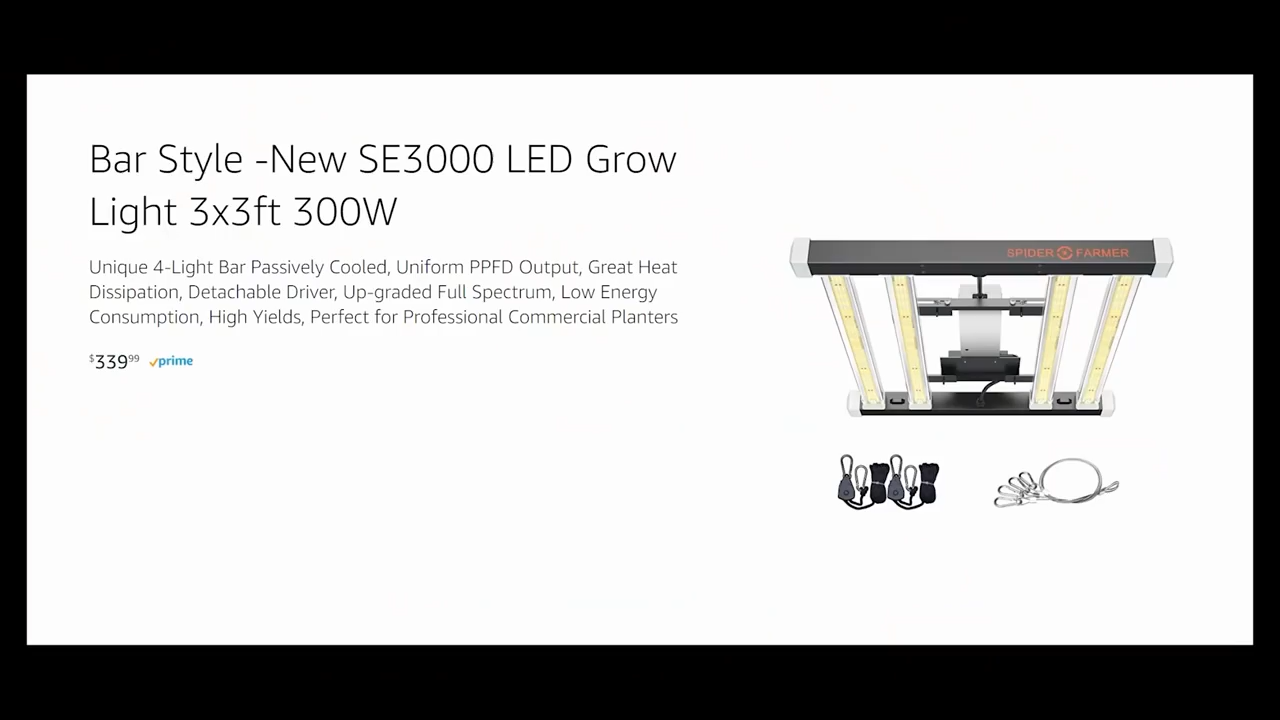 Bar Style -New SE3000 LED Grow
Light 3x3ft 300W
Unique 4-Light Bar Passively Cooled, Uniform PPFD Output, Great Heat
Dissipation, Detachable Driver, Up-graded Full Spectrum, Low Energy
Consumption, High Yields, Perfect for Professional Commercial Planters
$33999 prime
SPIDER FARMER